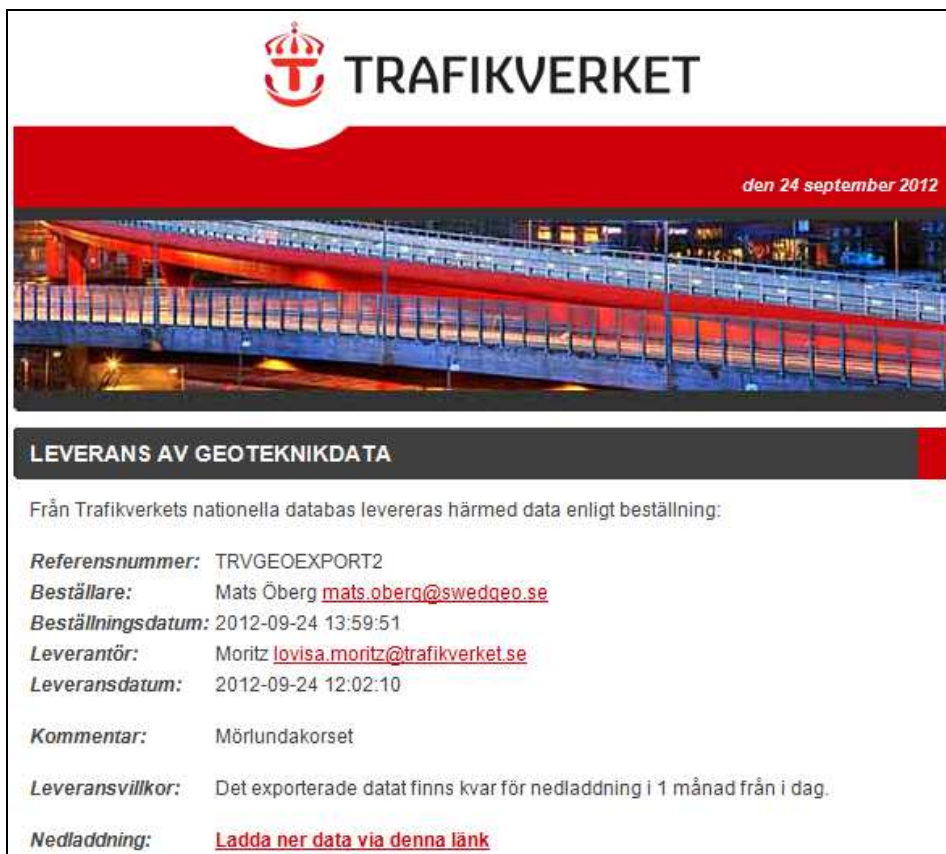 TRAFIKVERKET
den 24 september 2012
LEVERANS AV GEOTEKNIKDATA
Från Trafikverkets nationella databas levereras härmed data enligt beställning:
Referensnummer: TRVGEOEXPORT2
Beställare: Mats Öberg mats.oberg@swedgeo.se
Beställningsdatum: 2012-09-24 13:59:51
Leverantör: Moritz lovisa.moritz@trafikverket.se
Leveransdatum: 2012-09-24 12:02:10
Kommentar: Mörlundakorset
Leveransvillkor: Det exporterade datat finns kvar för nedladdning i 1 månad från i dag.
Nedladdning: Ladda ner data via denna länk